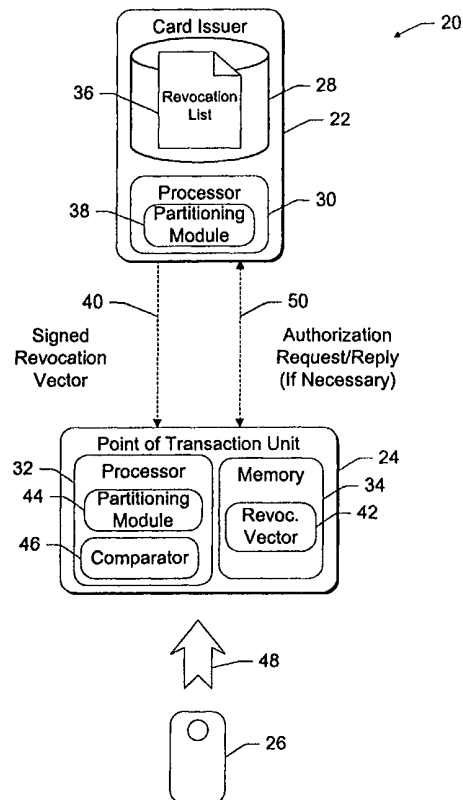 Card Issuer
20
36
Revocation
List
28
22
Processor
30
38
Partitioning
Module
40
50
Signed
Revocation
Vector
Authorization
Request/Reply
(If Necessary)
Point of Transaction Unit
32
Processor
Memory
24
34
44
Partitioning
Module
Revoc.
Vector
42
46
Comparator
48
26